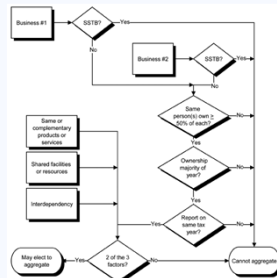 Business #1
SSTB?
Yes
No
Business #2
SSTB?
Yes
No
Same
person(s) own >
50% of each?
No
Yes
Same or
complementary
products or
services
Shared facilities
or resources
Interdependency
Ownership
majority of
year?
No
Yes
Report on
same tax
year?
No
Yes
May elect to
aggregate
Yes
2 of the 3
factors?
No
Cannot aggregate